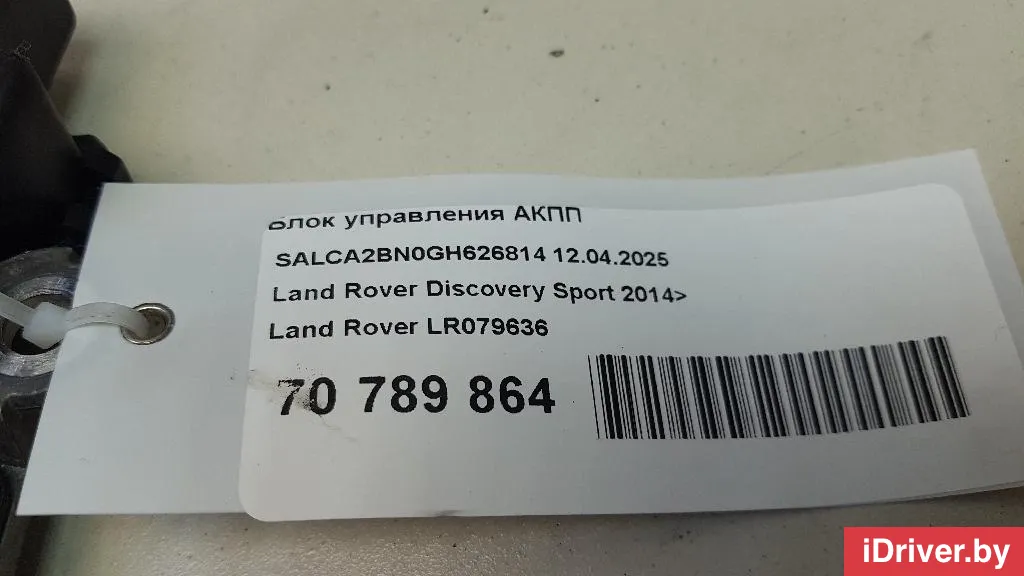 Блок управления АКПП
SALCA2BN0GH626814 12.04.2025
Land Rover Discovery Sport 2014>
Land Rover LR079636
70 789 864
iDriver.by